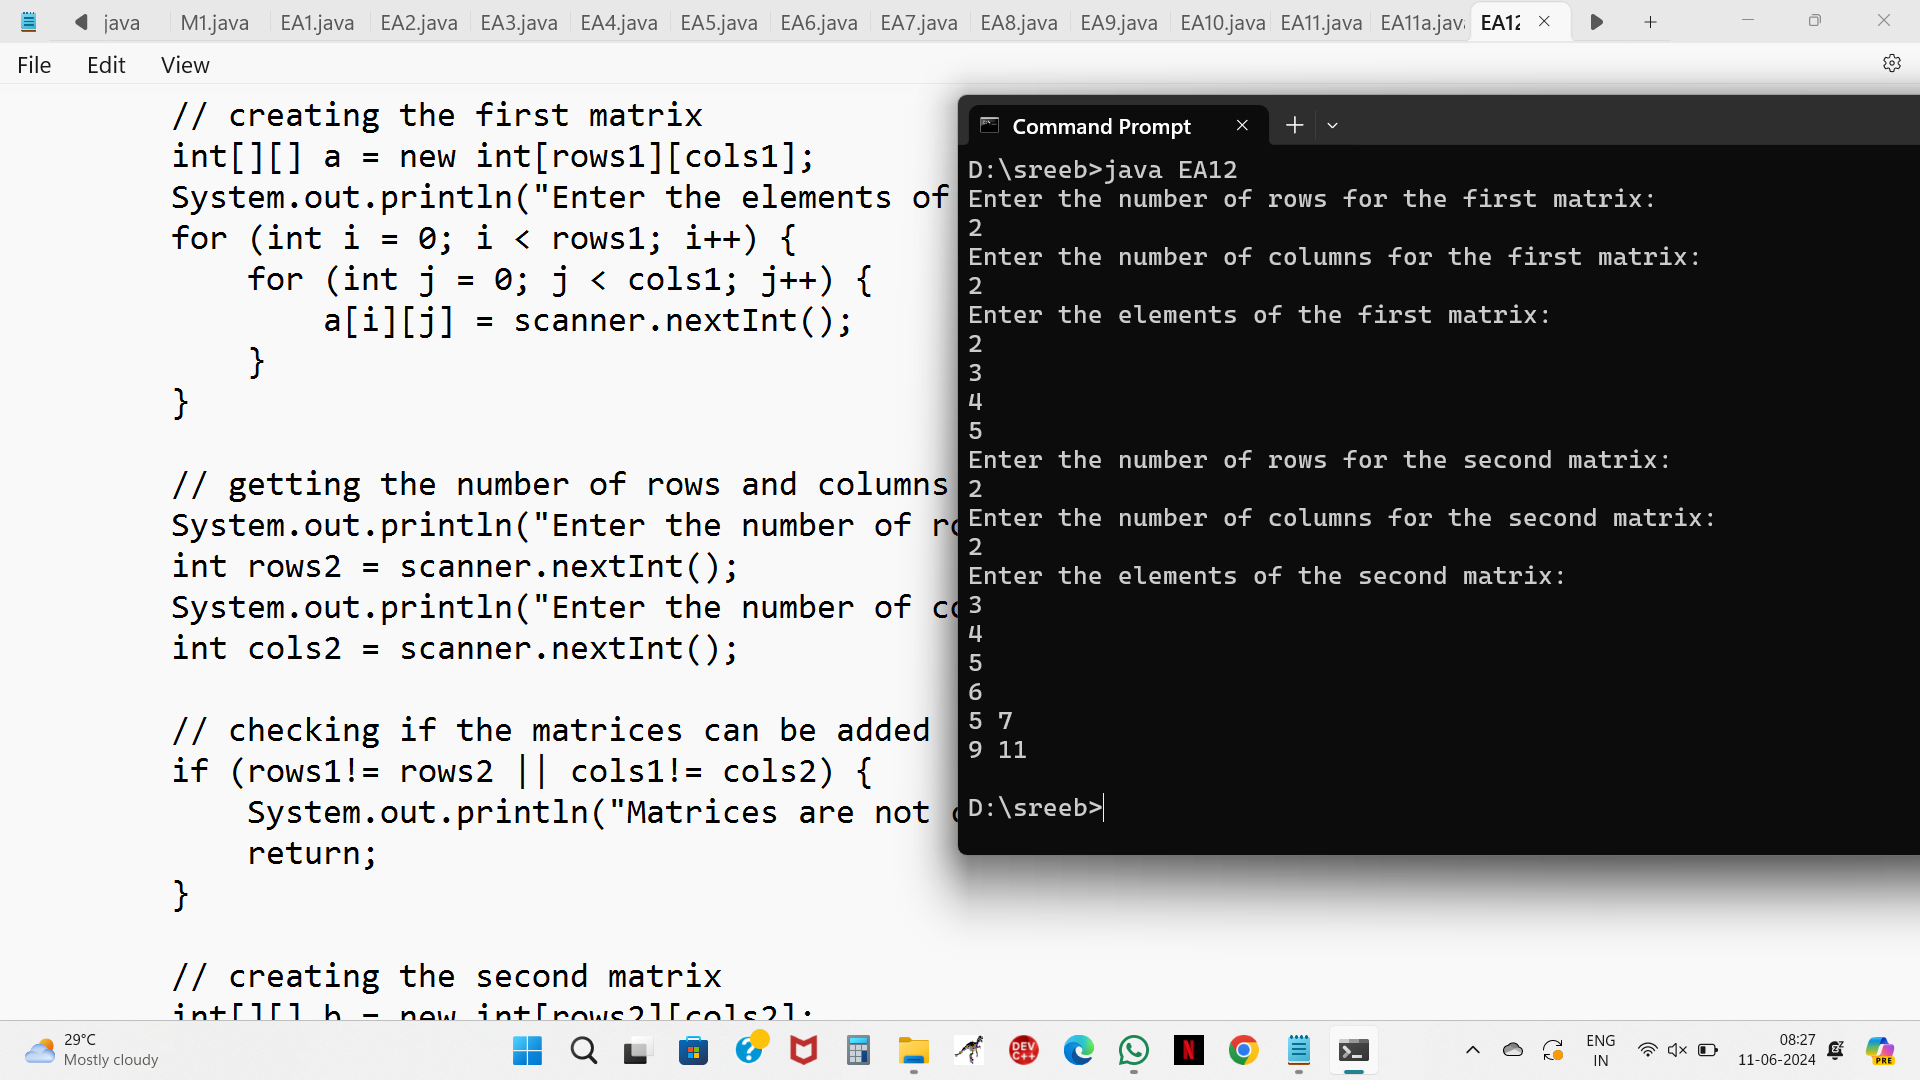 java M1.java EA1.java EA2.java EA3.java EA4.java EA5.java EA6.java EA7.java EA8.java EA9.java EA10.java EA11.java EA11a.java EA12
File Edit View
// creating the first matrix
int[][] a = new int[rows1][cols1];
System.out.println("Enter the elements of
for (int i = 0; i < rows1; i++) {
for (int j = 0; j < cols1; j++) {
a[i][j] = scanner.nextInt();
}
}
// getting the number of rows and columns
System.out.println("Enter the number of ro
int rows2 = scanner.nextInt();
System.out.println("Enter the number of co
int cols2 = scanner.nextInt();
// checking if the matrices can be added
if (rows1!= rows2 || cols1!= cols2) {
System.out.println("Matrices are not
return;
}
// creating the second matrix
int[][] b = new int[rows2][cols2];
Command Prompt
D:\sreeb>java EA12
Enter the number of rows for the first matrix:
2
Enter the number of columns for the first matrix:
2
Enter the elements of the first matrix:
2
3
4
5
Enter the number of rows for the second matrix:
2
Enter the number of columns for the second matrix:
2
Enter the elements of the second matrix:
3
4
5
6
5 7
9 11
D:\sreeb>
29°C
Mostly cloudy
DEV
C++
N
ENG
IN
08:27
11-06-2024
PRE